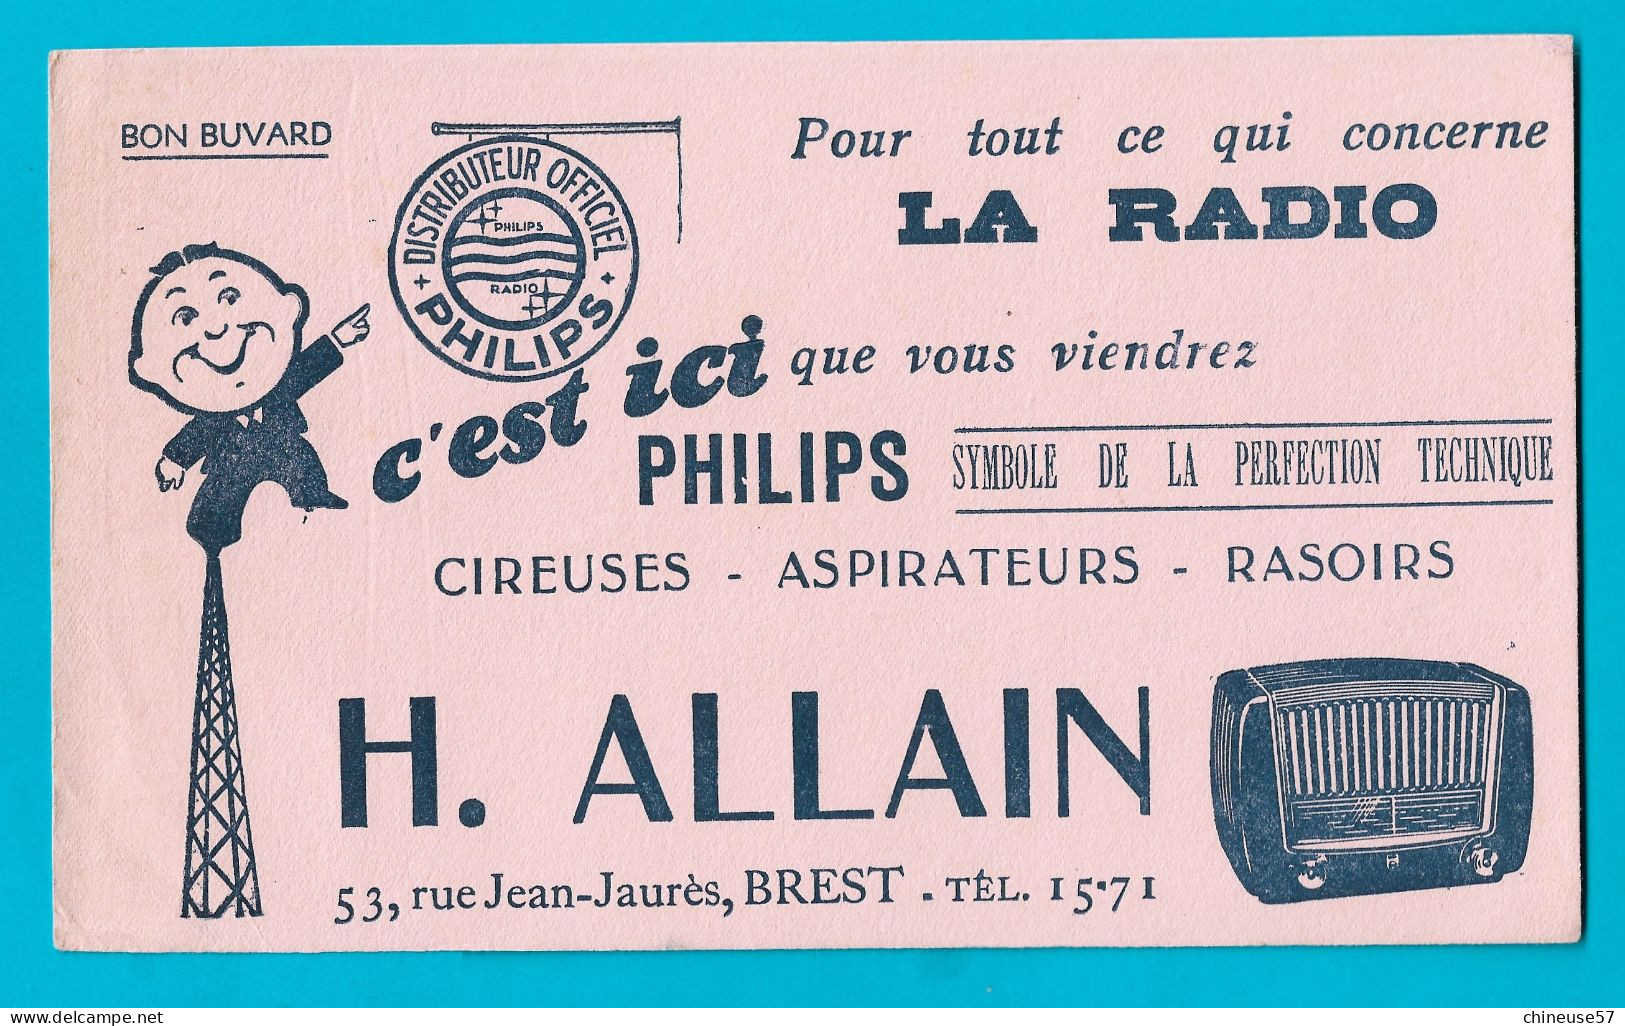 BON BUVARD
DISTRIBUTEUR OFFICIEL
PHILIPS
PHILIPS
RADIO
Pour tout ce qui concerne
LA RADIO
c'est ici que vous viendrez
PHILIPS SYMBOLE DE LA PERFECTION TECHNIQUE
CIREUSES - ASPIRATEURS - RASOIRS
H. ALLAIN
53, rue Jean-Jaurès, BREST - TÉL. 15-71
delcampe.net
chineuse57